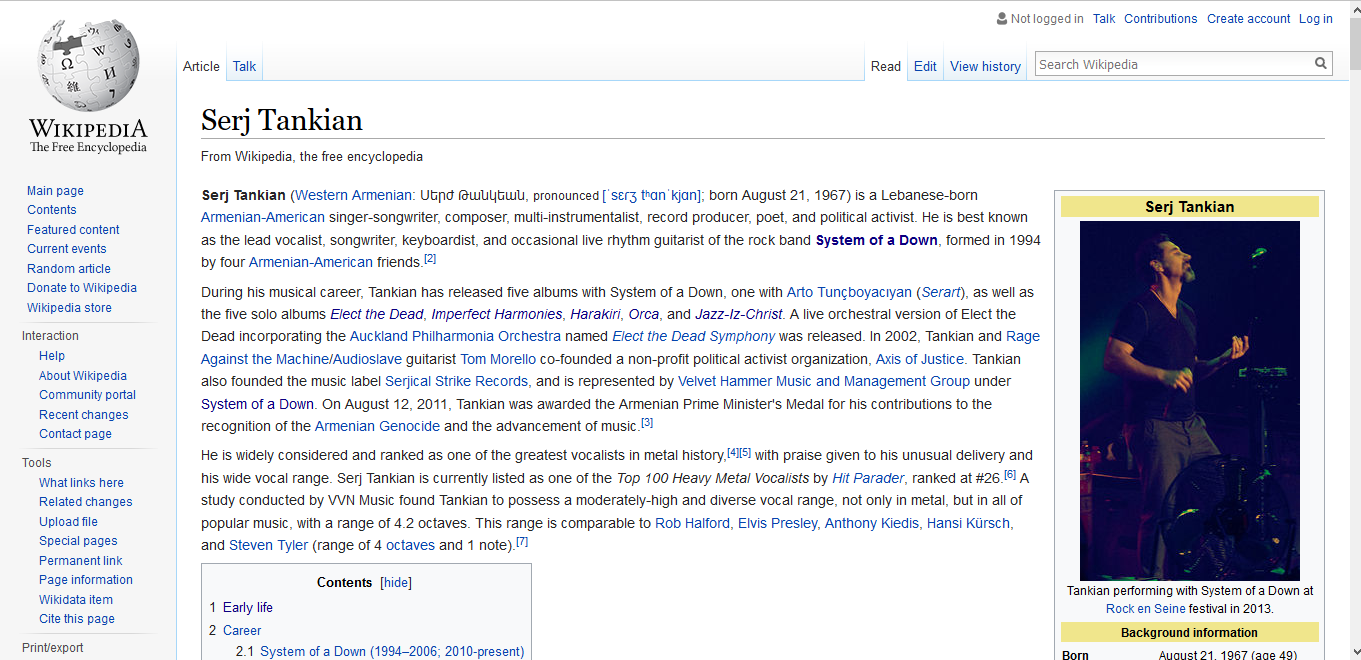 Not logged in Talk Contributions Create account Log in
Article Talk Read Edit View history Search Wikipedia
WIKIPEDIA
The Free Encyclopedia
Main page
Contents
Featured content
Current events
Random article
Donate to Wikipedia
Wikipedia store
Interaction
Help
About Wikipedia
Community portal
Recent changes
Contact page
Tools
What links here
Related changes
Upload file
Special pages
Permanent link
Page information
Wikidata item
Cite this page
Print/export
Serj Tankian
From Wikipedia, the free encyclopedia
Serj Tankian (Western Armenian: Սերժ Թանկեան, pronounced [ˈsɛɾʒ tʰɑnˈkjɑn]; born August 21, 1967) is a Lebanese-born
Armenian-American singer-songwriter, composer, multi-instrumentalist, record producer, poet, and political activist. He is best known
as the lead vocalist, songwriter, keyboardist, and occasional live rhythm guitarist of the rock band System of a Down, formed in 1994
by four Armenian-American friends.[2]
During his musical career, Tankian has released five albums with System of a Down, one with Arto Tunçboyacıyan (Serart), as well as
the five solo albums Elect the Dead, Imperfect Harmonies, Harakiri, Orca, and Jazz-Iz-Christ. A live orchestral version of Elect the
Dead incorporating the Auckland Philharmonia Orchestra named Elect the Dead Symphony was released. In 2002, Tankian and Rage
Against the Machine/Audioslave guitarist Tom Morello co-founded a non-profit political activist organization, Axis of Justice. Tankian
also founded the music label Serjical Strike Records, and is represented by Velvet Hammer Music and Management Group under
System of a Down. On August 12, 2011, Tankian was awarded the Armenian Prime Minister's Medal for his contributions to the
recognition of the Armenian Genocide and the advancement of music.[3]
He is widely considered and ranked as one of the greatest vocalists in metal history,[4][5] with praise given to his unusual delivery and
his wide vocal range. Serj Tankian is currently listed as one of the Top 100 Heavy Metal Vocalists by Hit Parader, ranked at #26.[6] A
study conducted by VVN Music found Tankian to possess a moderately-high and diverse vocal range, not only in metal, but in all of
popular music, with a range of 4.2 octaves. This range is comparable to Rob Halford, Elvis Presley, Anthony Kiedis, Hansi Kürsch,
and Steven Tyler (range of 4 octaves and 1 note).[7]
Contents [hide]
1 Early life
2 Career
2.1 System of a Down (1994–2006; 2010-present)
Serj Tankian
Tankian performing with System of a Down at
Rock en Seine festival in 2013.
Background information
Born August 21, 1967 (age 49)